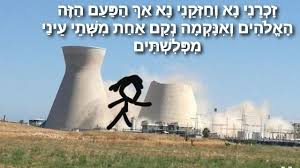 זכרני נא וחזקני נא אך הפעם הזה
האלהים ואנקמה נקם אחת משתי עיני
מפלשתים